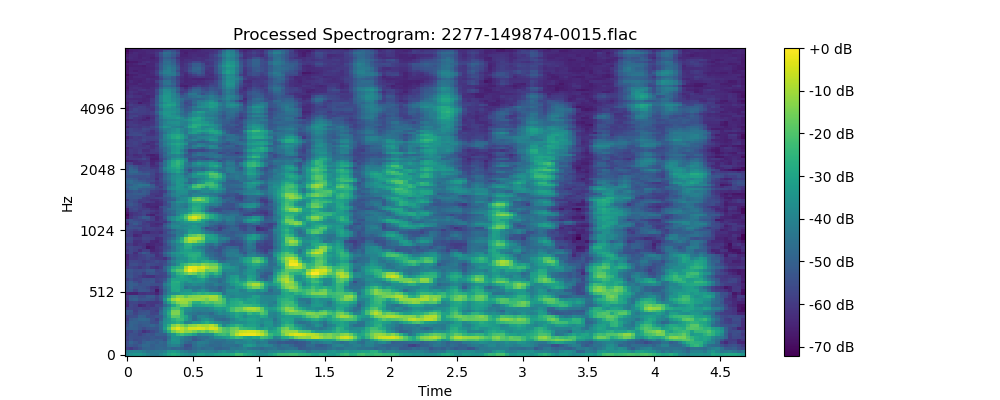 Processed Spectrogram: 2277-149874-0015.flac
Hz
4096
2048
1024
512
0
0 0.5 1 1.5 2 2.5 3 3.5 4 4.5
Time
+0 dB
-10 dB
-20 dB
-30 dB
-40 dB
-50 dB
-60 dB
-70 dB